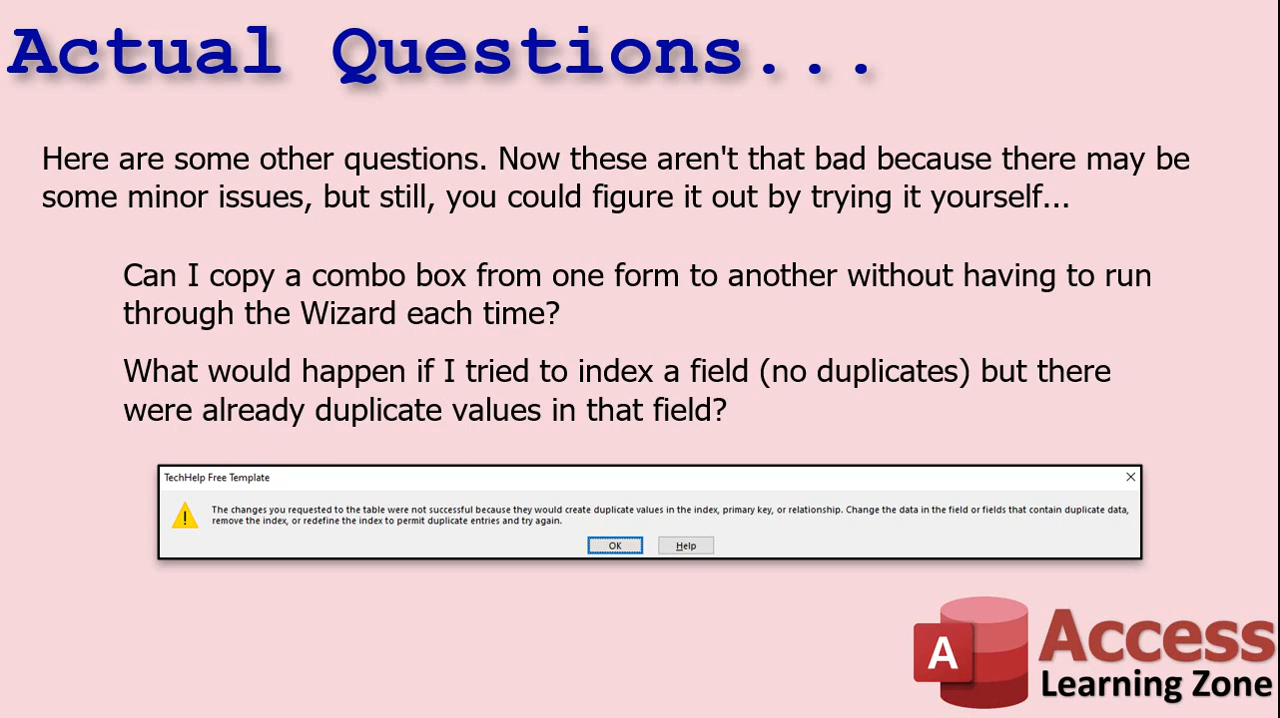 Actual Questions...
Here are some other questions. Now these aren't that bad because there may be
some minor issues, but still, you could figure it out by trying it yourself...
Can I copy a combo box from one form to another without having to run
through the Wizard each time?
What would happen if I tried to index a field (no duplicates) but there
were already duplicate values in that field?
TechHelp Free Template
The changes you requested to the table were not successful because they would create duplicate values in the index, primary key, or relationship. Change the data in the field or fields that contain duplicate data,
remove the index, or redefine the index to permit duplicate entries and try again.
OK Help
A Access
Learning Zone